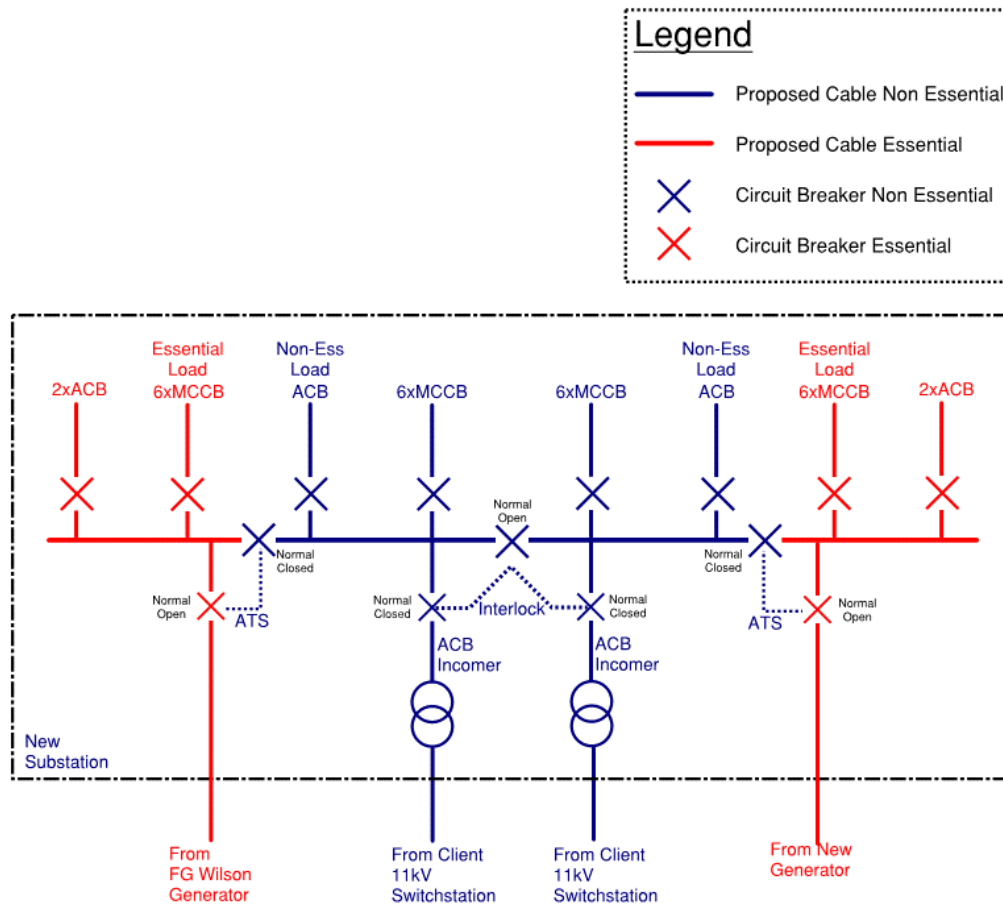 Legend
Proposed Cable Non Essential
Proposed Cable Essential
Circuit Breaker Non Essential
Circuit Breaker Essential
2xACB
Essential
Load
6xMCCB
Non-Ess
Load
ACB
6xMCCB
6xMCCB
Non-Ess
Load
ACB
Essential
Load
6xMCCB
2xACB
Normal
Open
Normal
Closed
Normal
Closed
Normal
Open
ATS
Normal
Closed
Interlock
Normal
Closed
ATS
Normal
Open
ACB
Incomer
ACB
Incomer
New
Substation
From
FG Wilson
Generator
From Client
11kV
Switchstation
From Client
11kV
Switchstation
From New
Generator